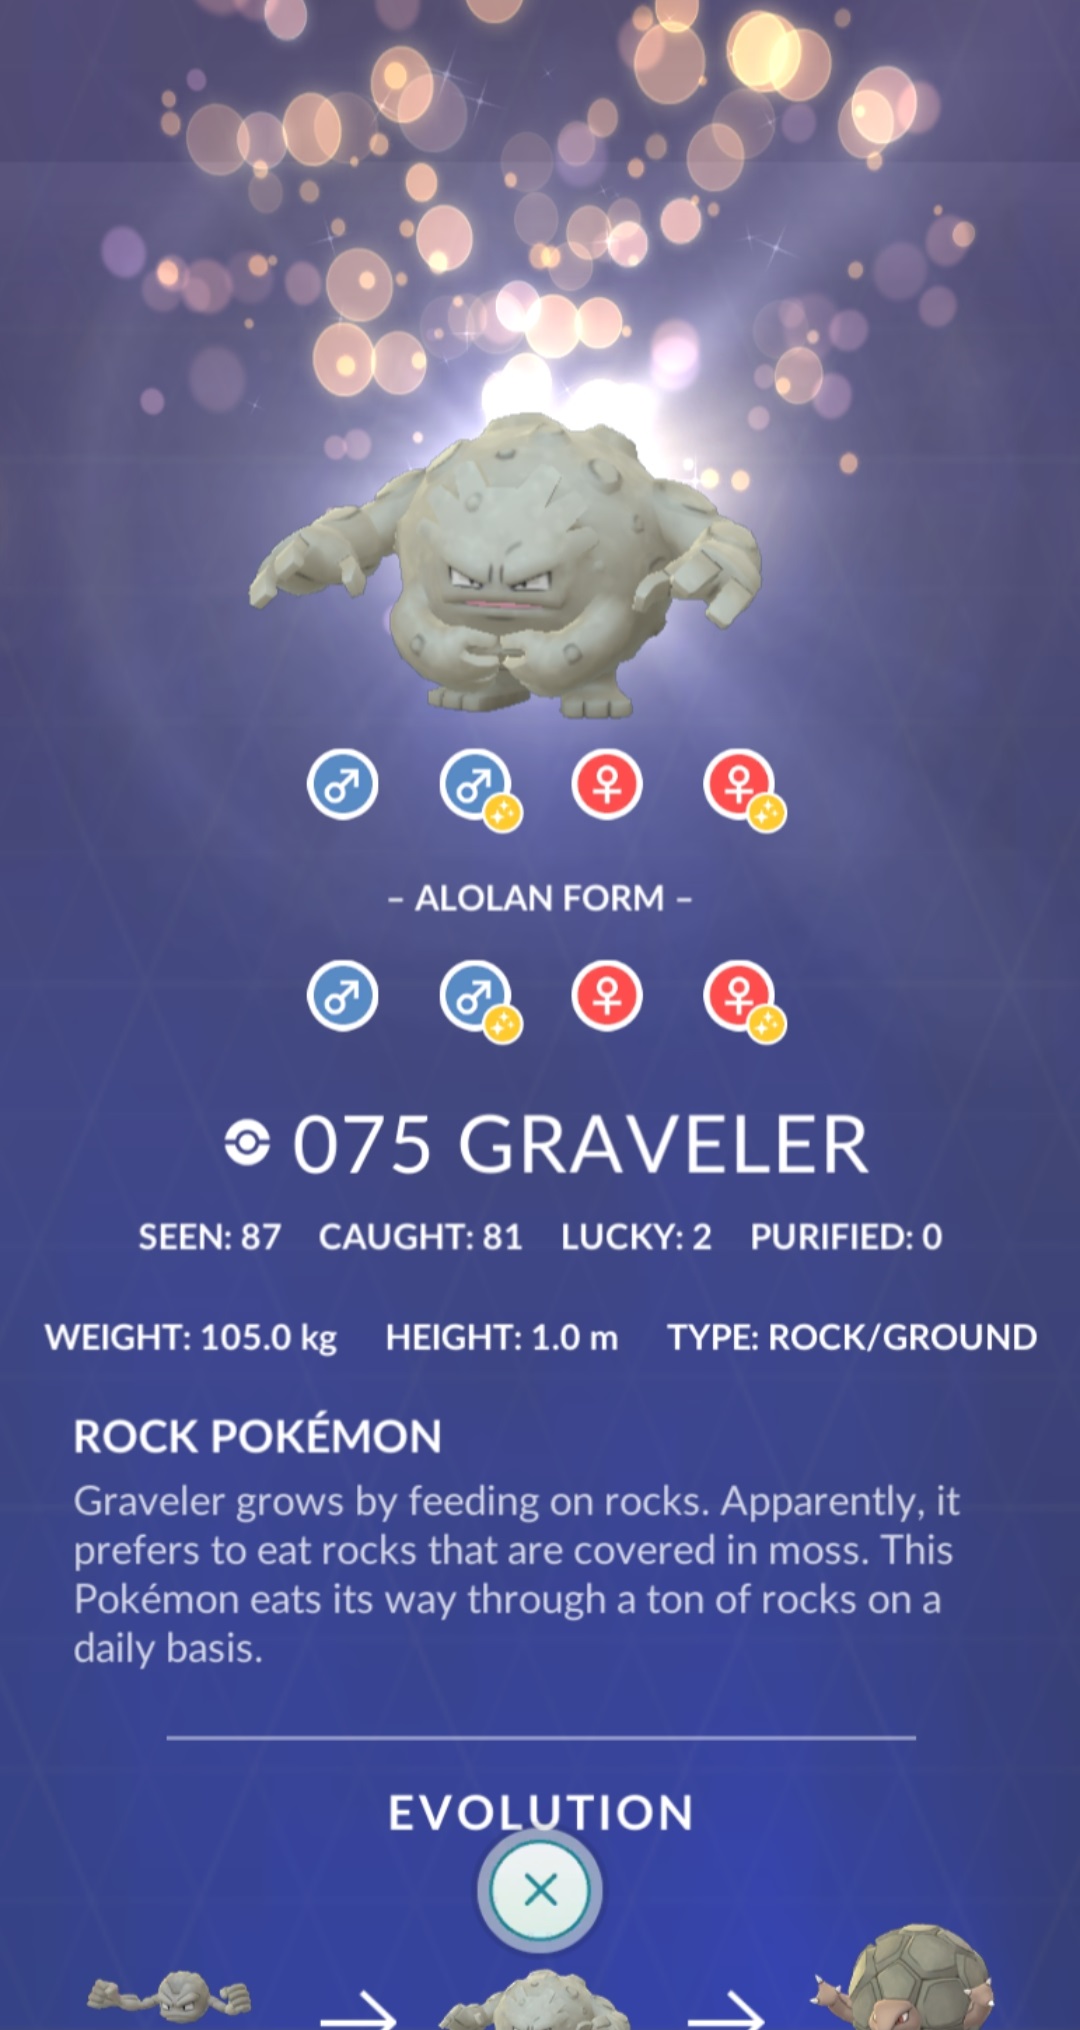 – ALOLAN FORM –
075 GRAVELER
SEEN: 87 CAUGHT: 81 LUCKY: 2 PURIFIED: 0
WEIGHT: 105.0 kg HEIGHT: 1.0 m TYPE: ROCK/GROUND
ROCK POKÉMON
Graveler grows by feeding on rocks. Apparently, it
prefers to eat rocks that are covered in moss. This
Pokémon eats its way through a ton of rocks on a
daily basis.
EVOLUTION